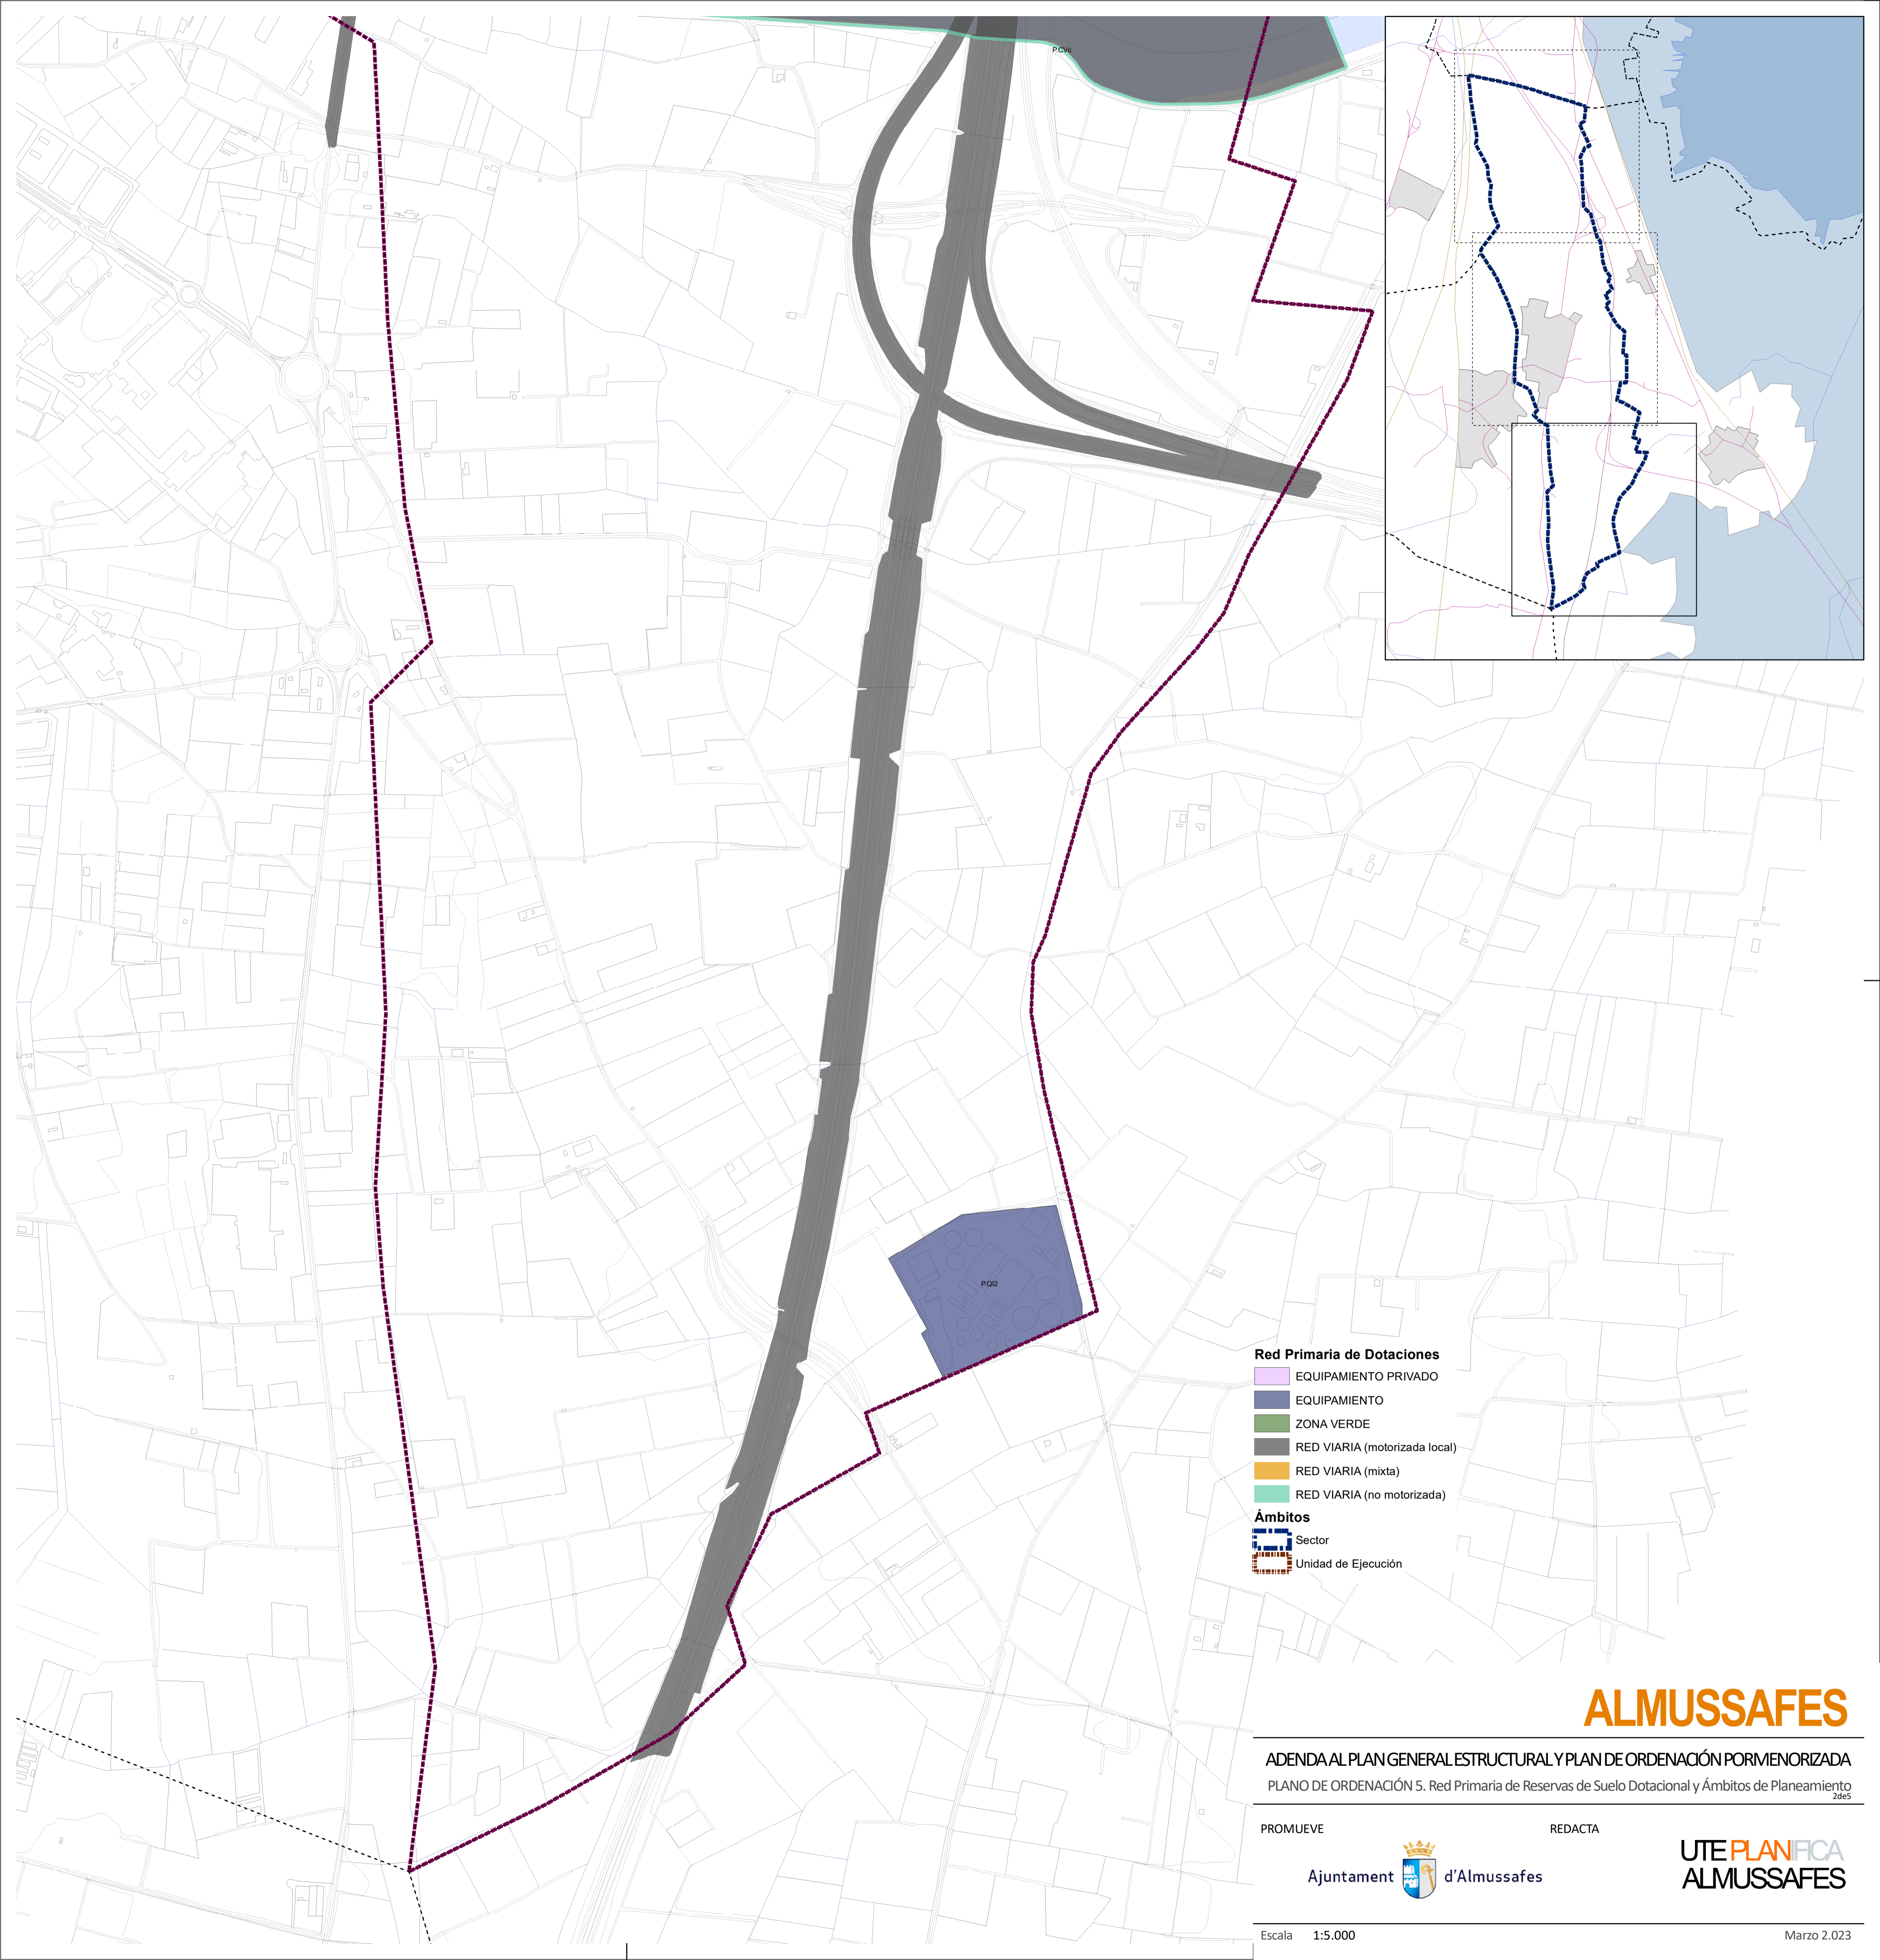 P.CVc
P.QI2
Red Primaria de Dotaciones
EQUIPAMIENTO PRIVADO
EQUIPAMIENTO
ZONA VERDE
RED VIARIA (motorizada local)
RED VIARIA (mixta)
RED VIARIA (no motorizada)
Ámbitos
Sector
Unidad de Ejecución
ALMUSSAFES
ADENDA AL PLAN GENERAL ESTRUCTURAL Y PLAN DE ORDENACIÓN PORMENORIZADA
PLANO DE ORDENACIÓN 5. Red Primaria de Reservas de Suelo Dotacional y Ámbitos de Planeamiento
2de5
PROMUEVE
REDACTA
Ajuntament d'Almussafes
UTE PLANIFICA
ALMUSSAFES
Escala 1:5.000
Marzo 2.023